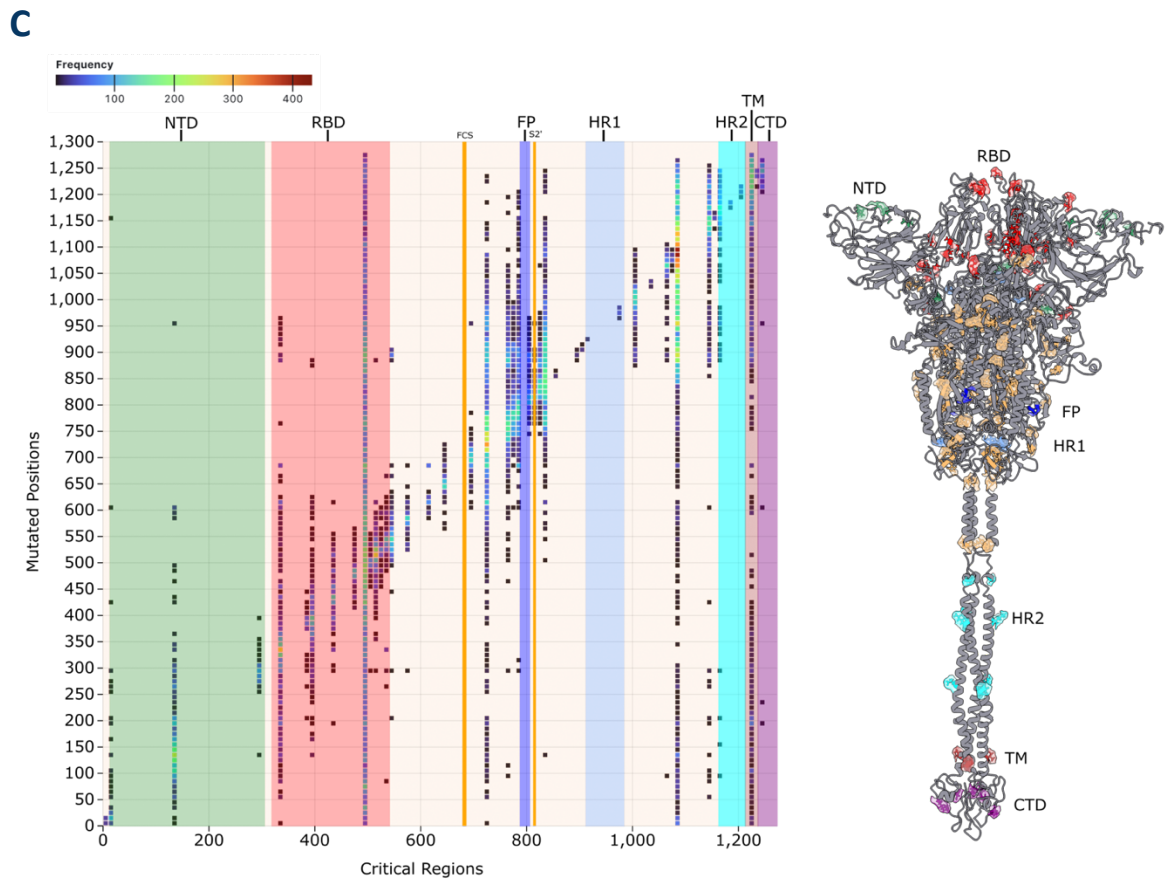 C
Frequency
100 200 300 400
TM
NTD RBD FCS FP S2' HR1 HR2 CTD
1,300
1,250
1,200
1,150
1,100
1,050
1,000
950
900
850
800
750
700
650
600
550
500
450
400
350
300
250
200
150
100
50
0
Mutated Positions
0 200 400 600 800 1,000 1,200
Critical Regions
RBD
NTD
FP
HR1
HR2
TM
CTD